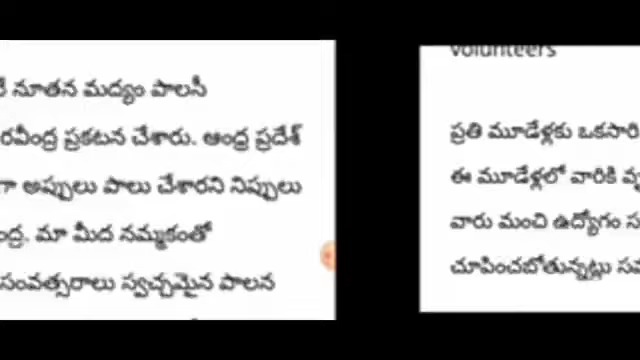 నూతన మద్యం పాలసీ
రవీంద్ర ప్రకటన చేశారు. ఆంధ్ర ప్రదేశ్
అప్పులు పాలు చేశారని నిప్పులు
మా మీద నమ్మకంతో
సంవత్సరాలు స్వచ్ఛమైన పాలన
volunteers
ప్రతి మూడేళ్లకు ఒకసారి
ఈ మూడేళ్లలో వారికి
వారు మంచి ఉద్యోగం
చూపించబోతున్నట్లు